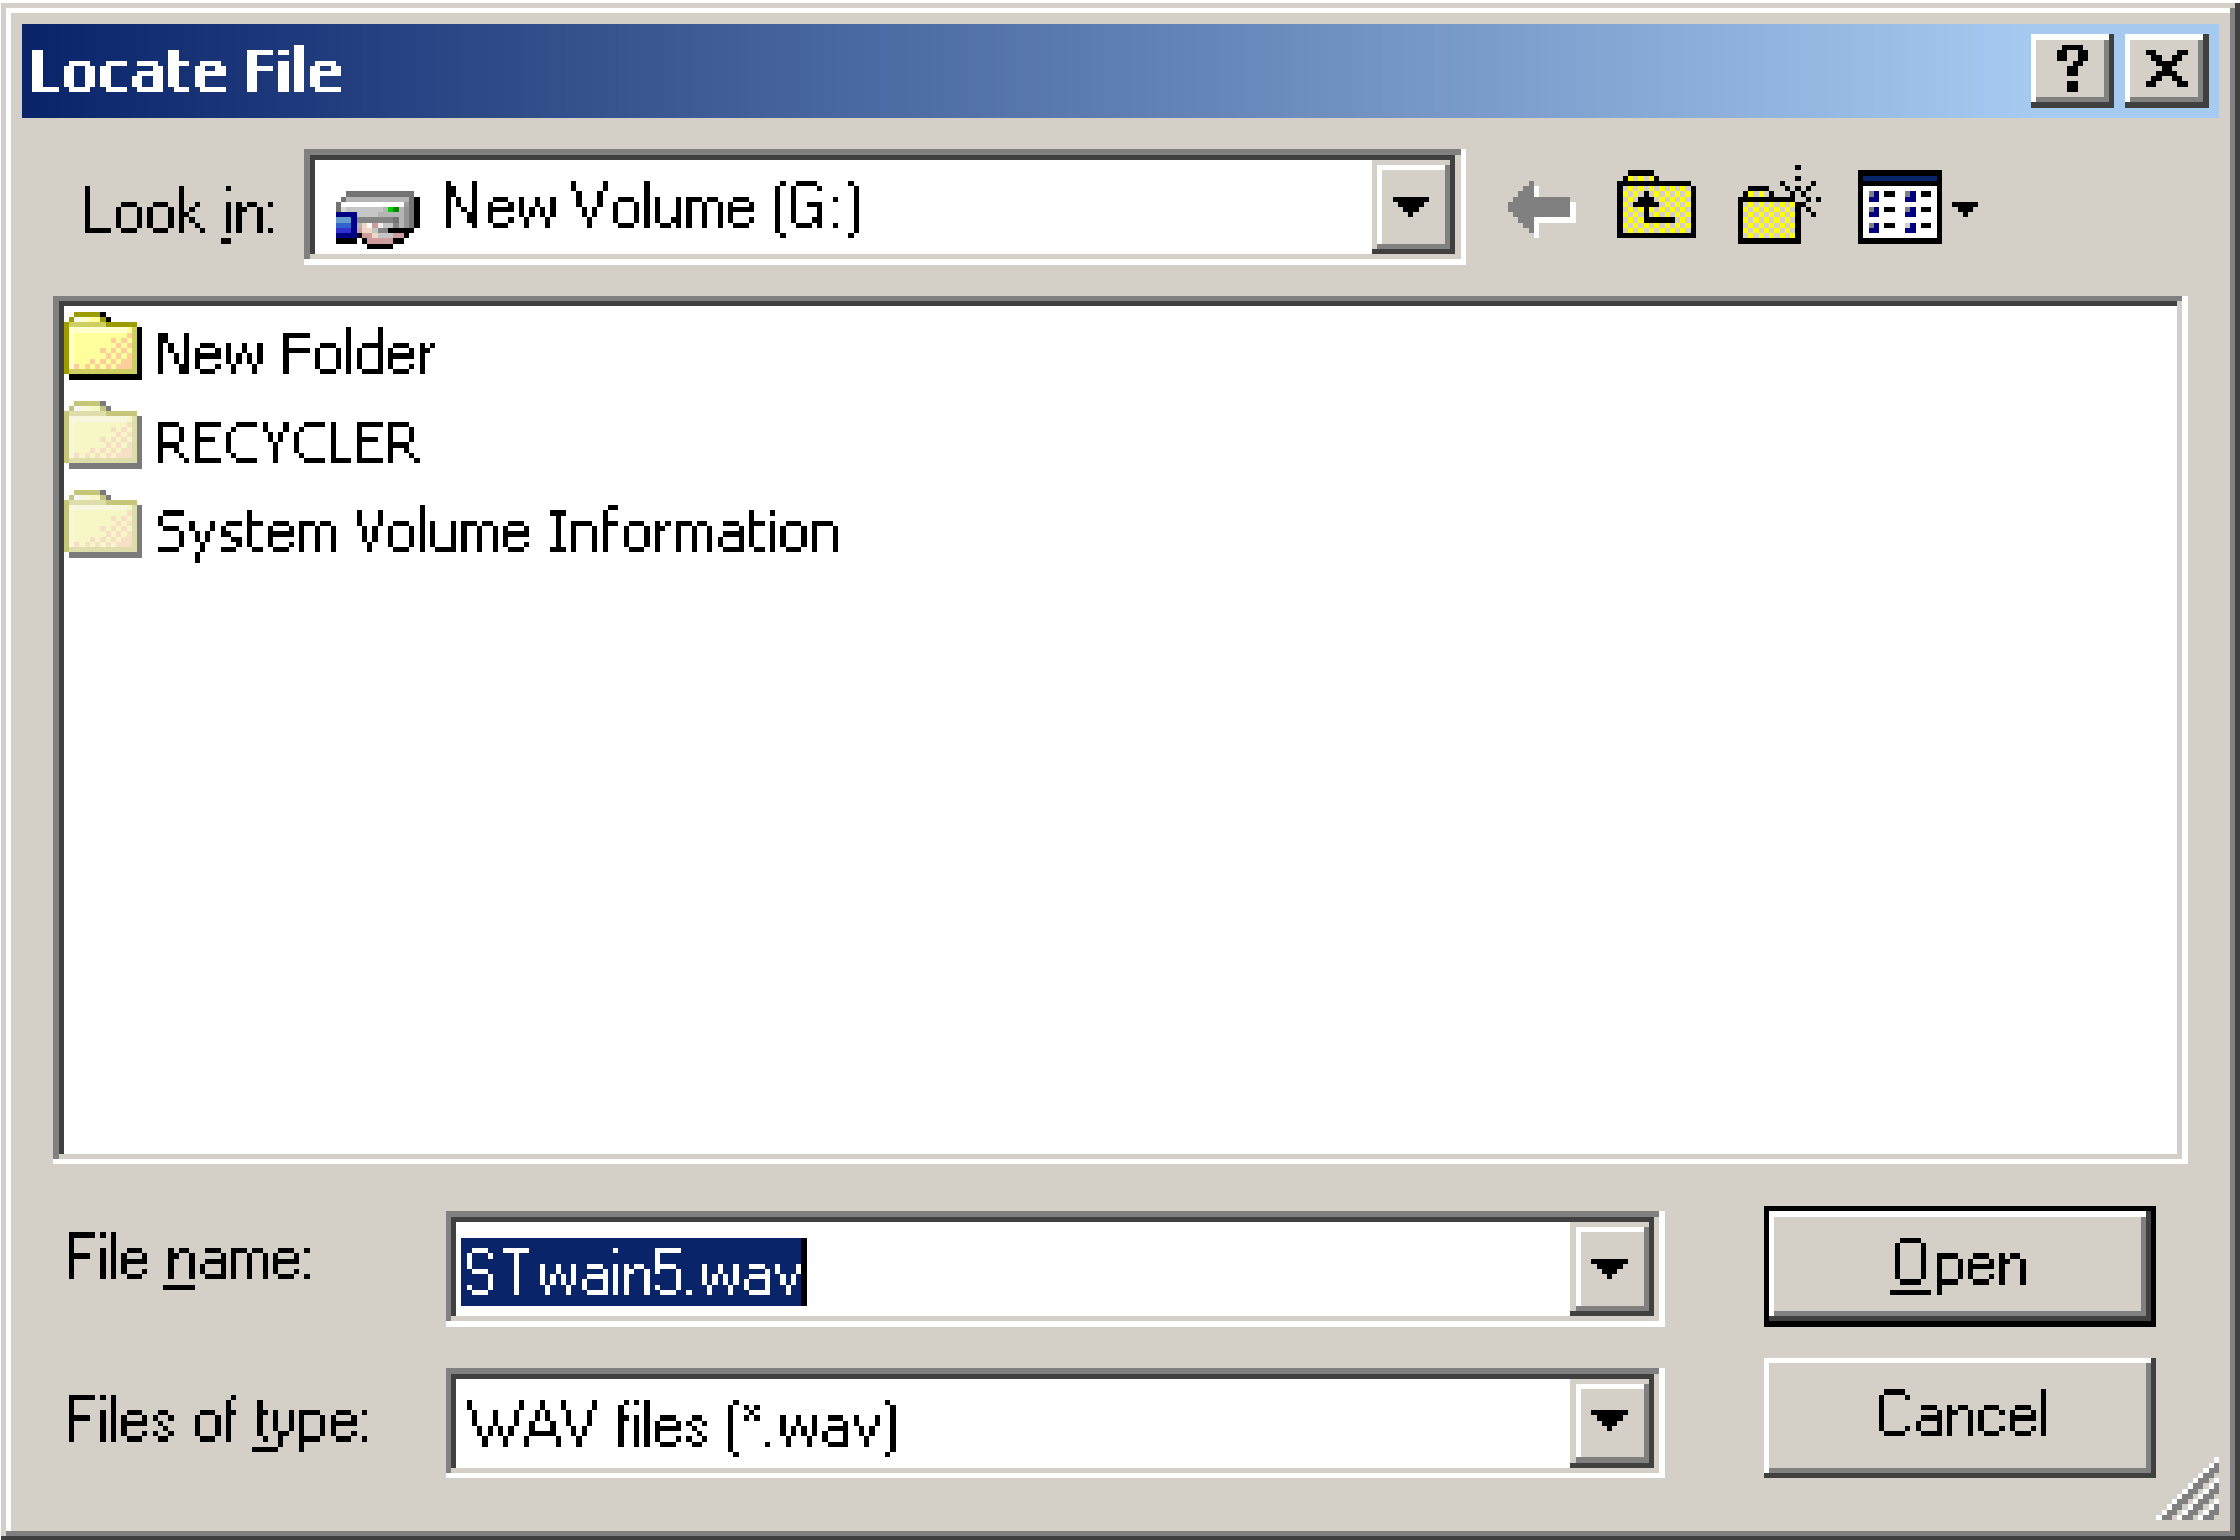 Locate File
Look in: New Volume (G:)
New Folder
RECYCLER
System Volume Information
File name: STwain5.wav Open
Files of type: WAV files (*.wav) Cancel